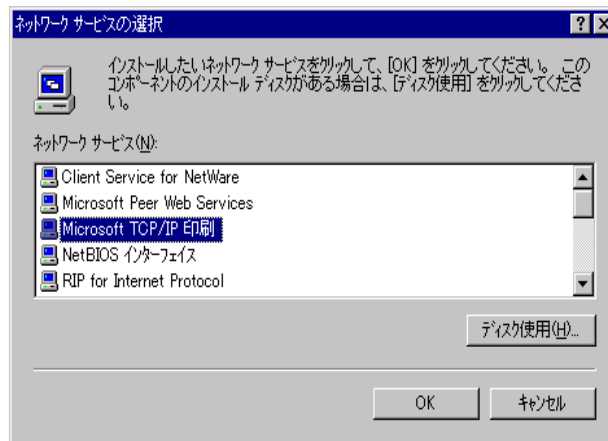 ネットワーク サービスの選択
インストールしたいネットワーク サービスをクリックして、[OK] をクリックしてください。 この
コンポーネントのインストール ディスクがある場合は、[ディスク使用] をクリックしてくださ
い。
ネットワーク サービス(N):
Client Service for NetWare
Microsoft Peer Web Services
Microsoft TCP/IP 印刷
NetBIOS インターフェイス
RIP for Internet Protocol
ディスク使用(H)...
OK キャンセル